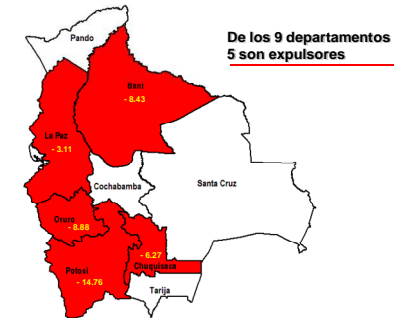 De los 9 departamentos
5 son expulsores
Pando
Beni
- 8.43
La Paz
- 3.11
Cochabamba
Santa Cruz
Oruro
- 8.88
- 6.27
Chuquisaca
Potosí
- 14.76
Tarija